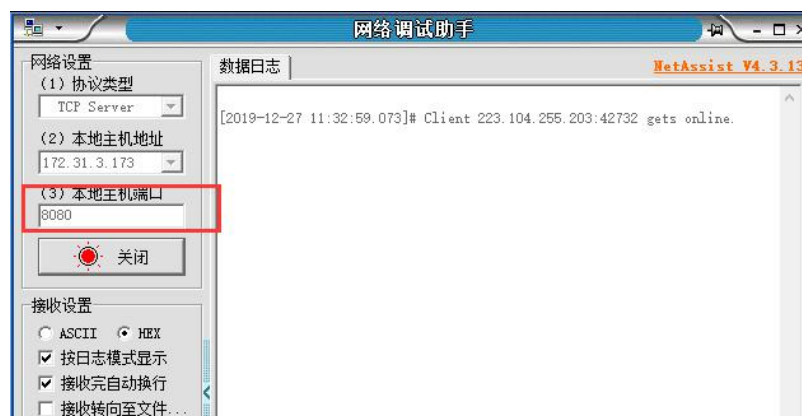 网络调试助手
网络设置
(1) 协议类型
TCP Server
(2) 本地主机地址
172.31.3.173
(3) 本地主机端口
8080
关闭
接收设置
ASCII HEX
按日志模式显示
接收完自动换行
接收转向至文件...
数据日志
NetAssist V4.3.13
[2019-12-27 11:32:59.073]# Client 223.104.255.203:42732 gets online.